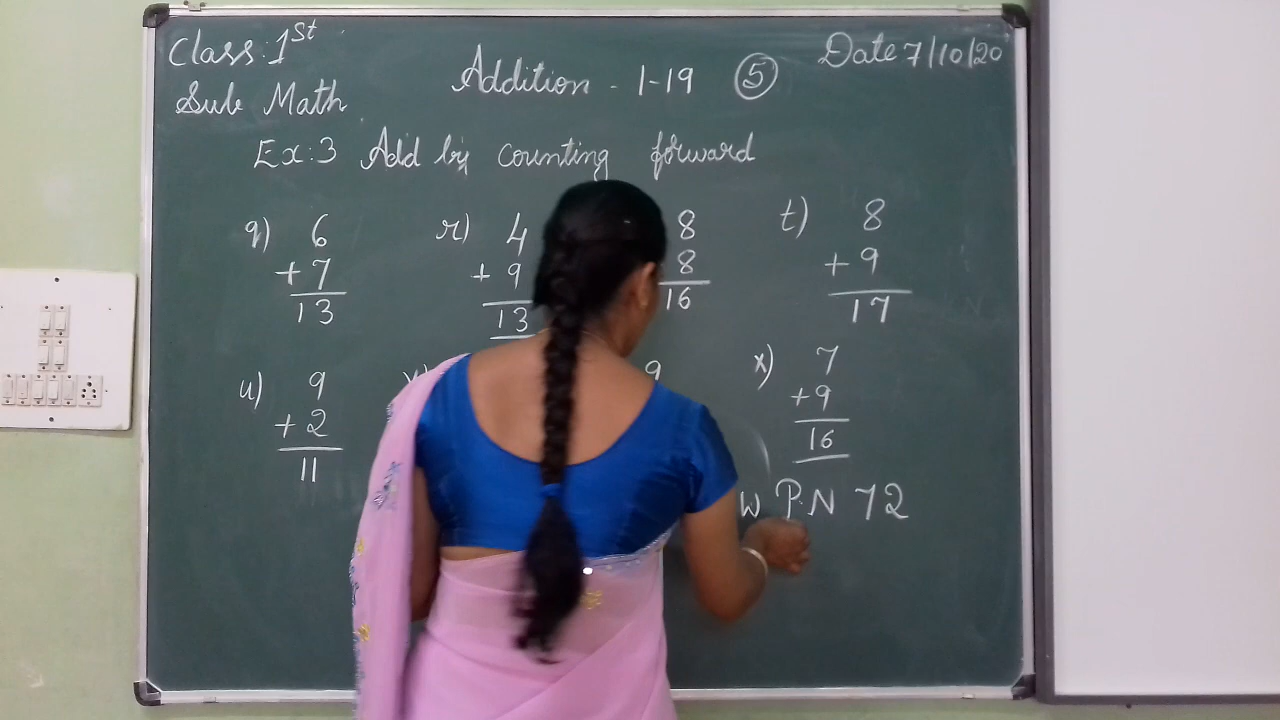 Class: 1st
Addition - 1-19 (5)
Date 7/10/20
Sub Math
Ex:3 Add by counting forward
q) 6 r) 4 8 t) 8
+7 +9 8 +9
13 13 16 17
u) 9 9 x) 7
+2 +9
11 16
W P.N 72